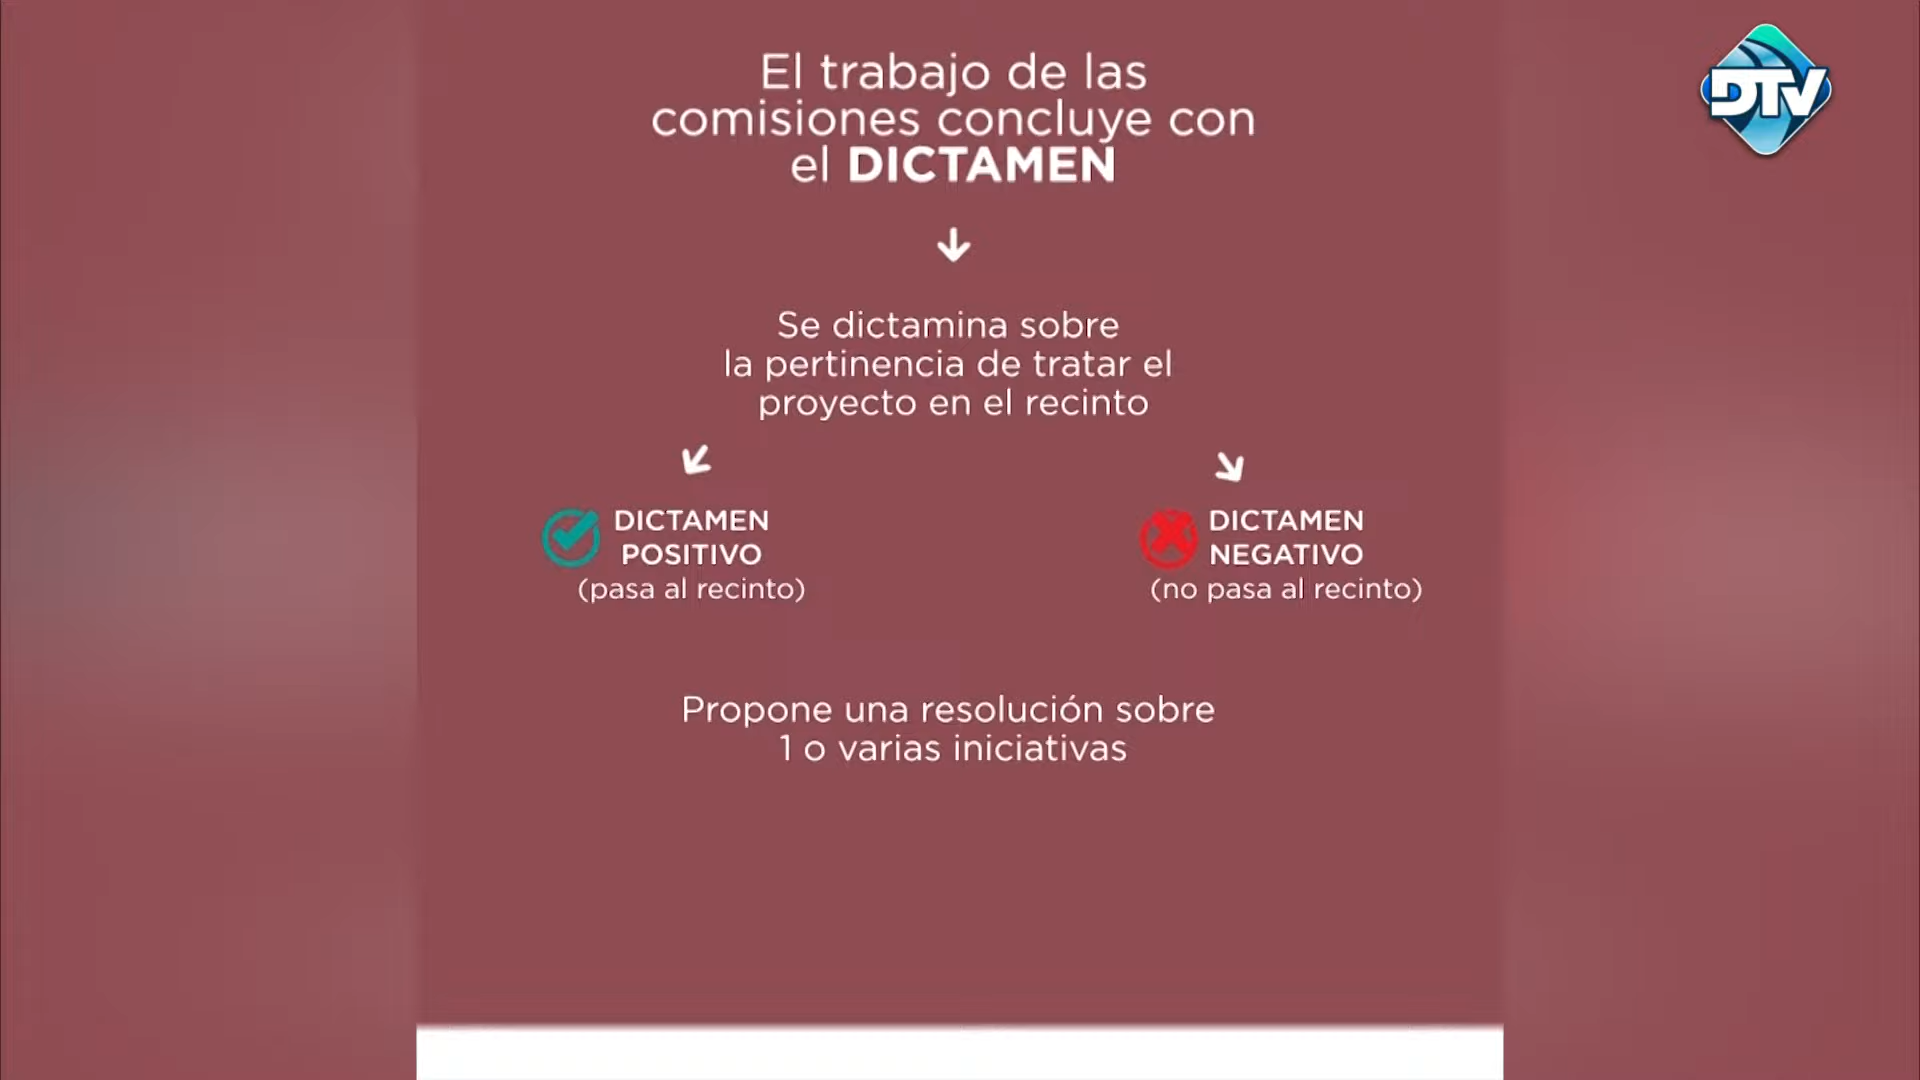 El trabajo de las
comisiones concluye con
el DICTAMEN
Se dictamina sobre
la pertinencia de tratar el
proyecto en el recinto
DICTAMEN
POSITIVO
(pasa al recinto)
DICTAMEN
NEGATIVO
(no pasa al recinto)
Propone una resolución sobre
1 o varias iniciativas
DTV